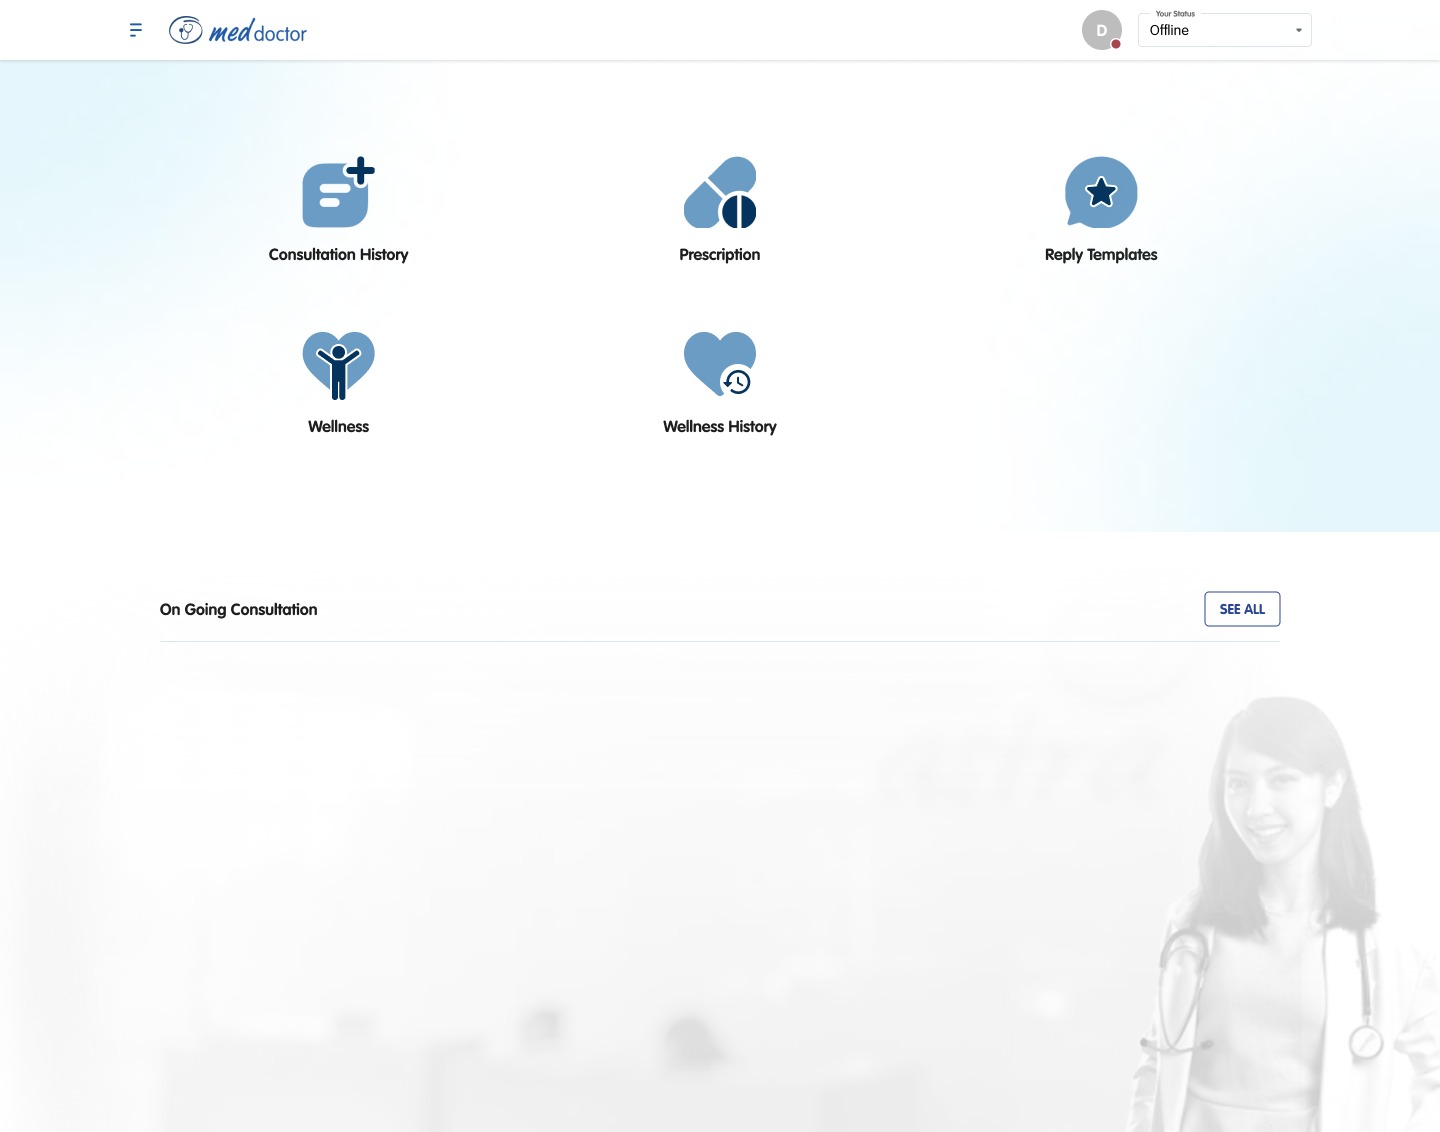 med doctor
D
Your Status
Offline
Consultation History
Prescription
Reply Templates
Wellness
Wellness History
On Going Consultation
SEE ALL